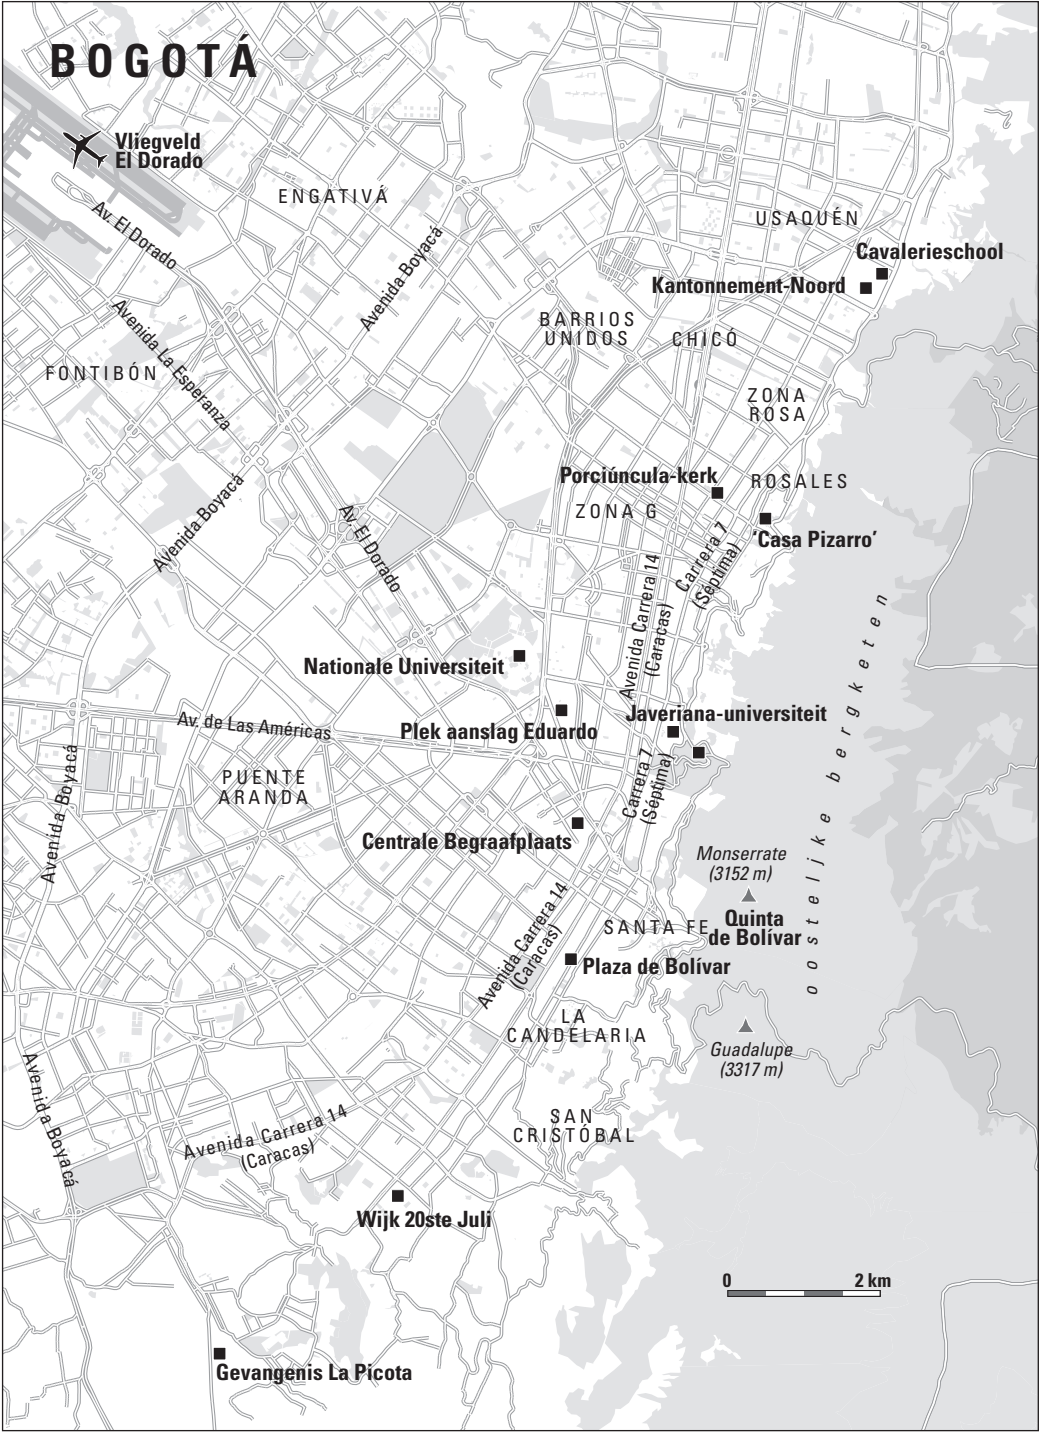 BOGOTÁ
Vliegveld
El Dorado
ENGATIVÁ
Av. El Dorado
Avenida Boyacá
USAQUÉN
Cavalerieschool
Kantonnement-Noord
Avenida La Esperanza
BARRIOS
UNIDOS
CHICÓ
FONTIBÓN
ZONA
ROSA
Porciúncula-kerk
ROSALES
ZONA G
Avenida Boyacá
Av. El Dorado
'Casa Pizarro'
Carrera 7
(Séptima)
Avenida Carrera 14
(Caracas)
oostelijke bergketen
Nationale Universiteit
Av. de Las Américas
Plek aanslag Eduardo
Javeriana-universiteit
Avenida Boyacá
PUENTE
ARANDA
Carrera 7
(Séptima)
Centrale Begraafplaats
Monserrate
(3152 m)
Avenida Carrera 14
(Caracas)
SANTA FE
Quinta
de Bolívar
Plaza de Bolívar
LA
CANDELARIA
Guadalupe
(3317 m)
Avenida Boyacá
Avenida Carrera 14
(Caracas)
SAN
CRISTÓBAL
Wijk 20ste Juli
0 2 km
Gevangenis La Picota